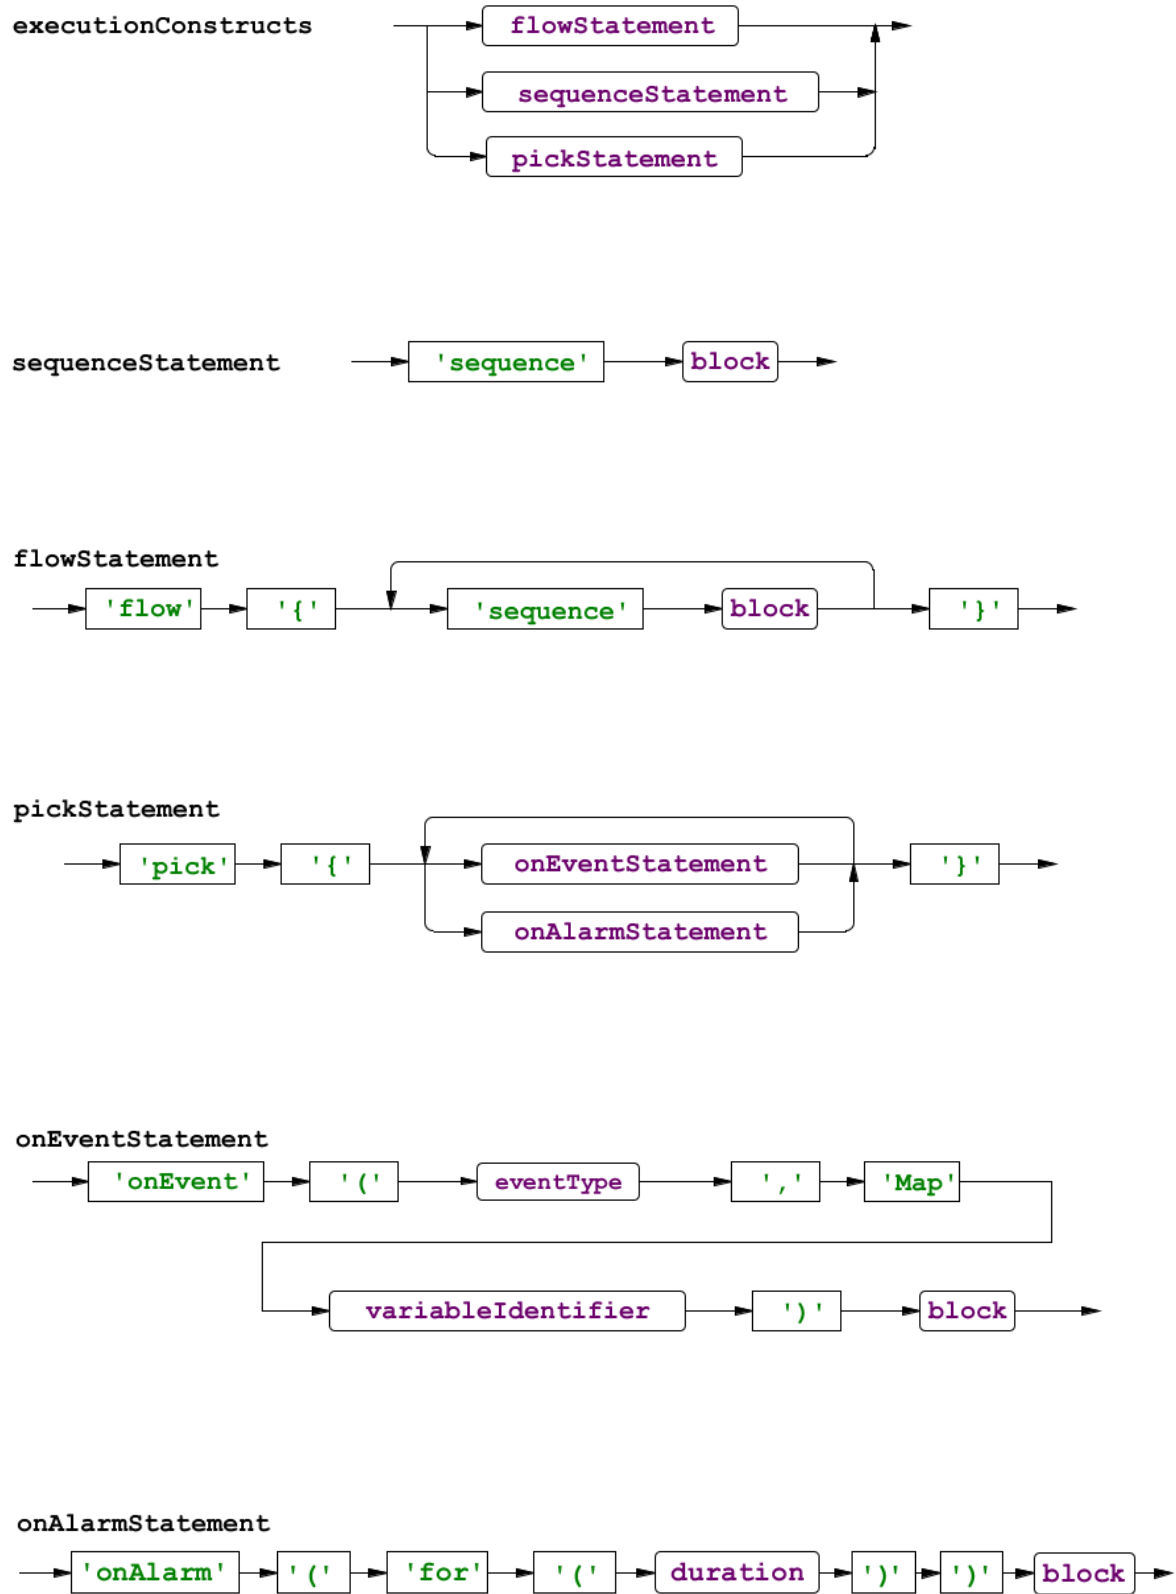 executionConstructs flowStatement
sequenceStatement
pickStatement
sequenceStatement 'sequence' block
flowStatement
'flow' '{' 'sequence' block '}'
pickStatement
'pick' '{' onEventStatement '}'
onAlarmStatement
onEventStatement
'onEvent' '(' eventType ',' 'Map'
variableIdentifier ')' block
onAlarmStatement
'onAlarm' '(' 'for' '(' duration ')' ')' block